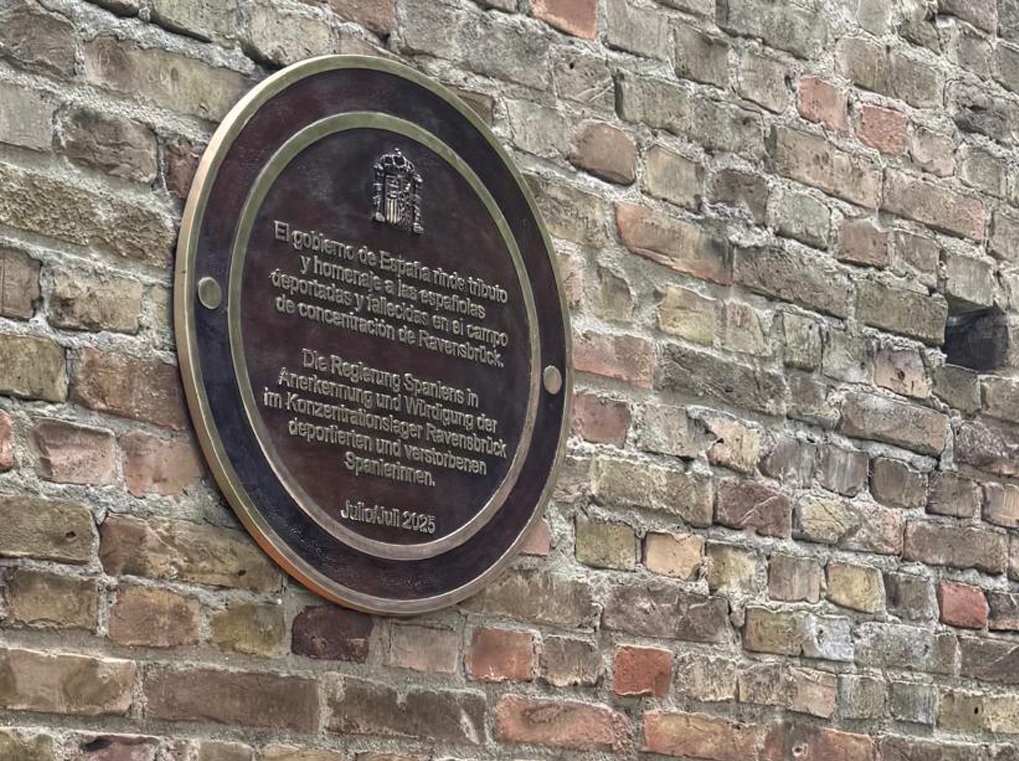 El gobierno de España rinde tributo
y homenaje a las españolas
deportadas y fallecidas en el campo
de concentración de Ravensbrück.
Die Regierung Spaniens in
Anerkennung und Würdigung der
im Konzentrationslager Ravensbrück
deportierten und verstorbenen
Spanierinnen.
Julio/Juli 2025